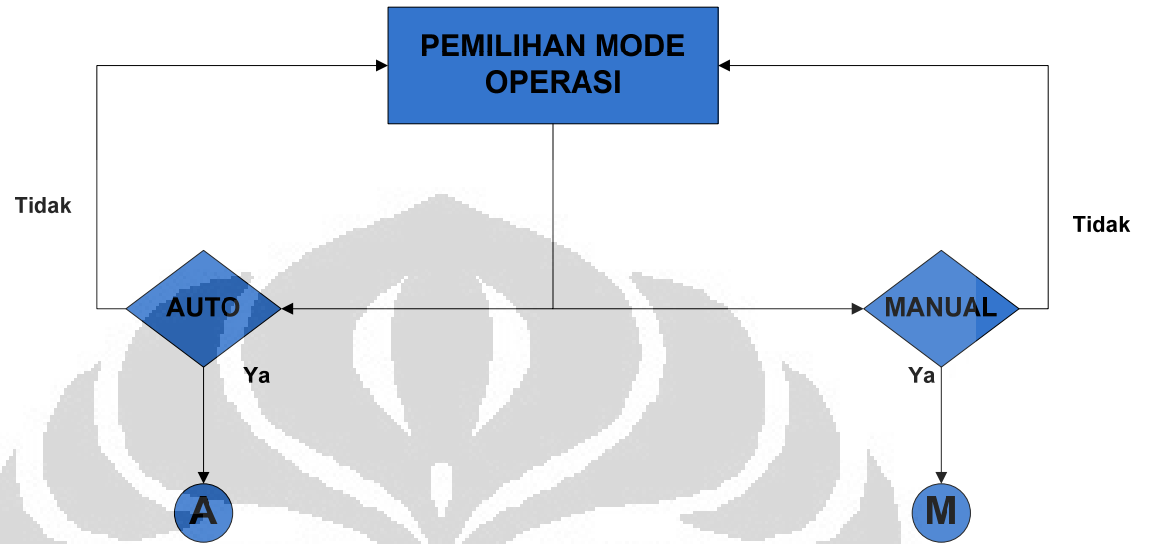 PEMILIHAN MODE
OPERASI
Tidak
Tidak
AUTO
MANUAL
Ya
Ya
A
M